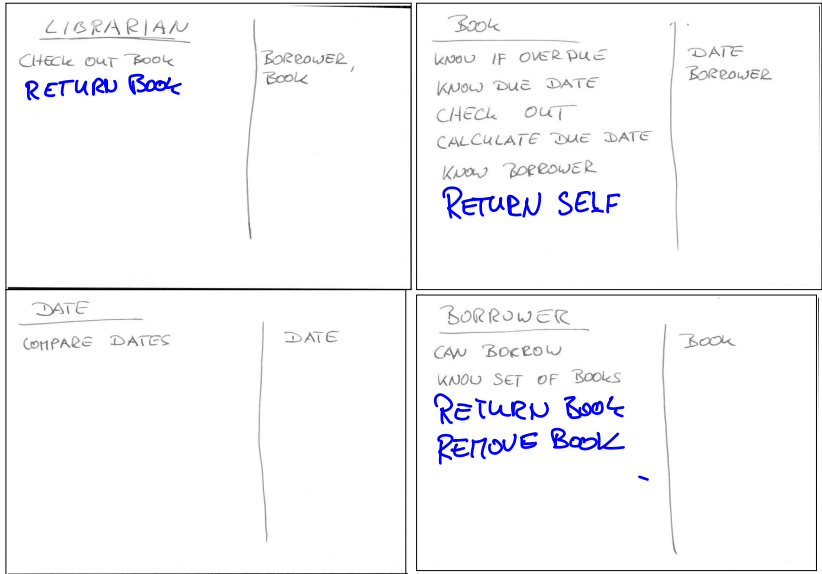 LIBRARIAN
CHECK OUT BOOK
RETURN BOOK
BORROWER,
BOOK
BOOK
KNOW IF OVERDUE
KNOW DUE DATE
CHECK OUT
CALCULATE DUE DATE
KNOW BORROWER
RETURN SELF
DATE
BORROWER
DATE
COMPARE DATES
DATE
BORROWER
CAN BORROW
KNOW SET OF BOOKS
RETURN BOOK
REMOVE BOOK
BOOK